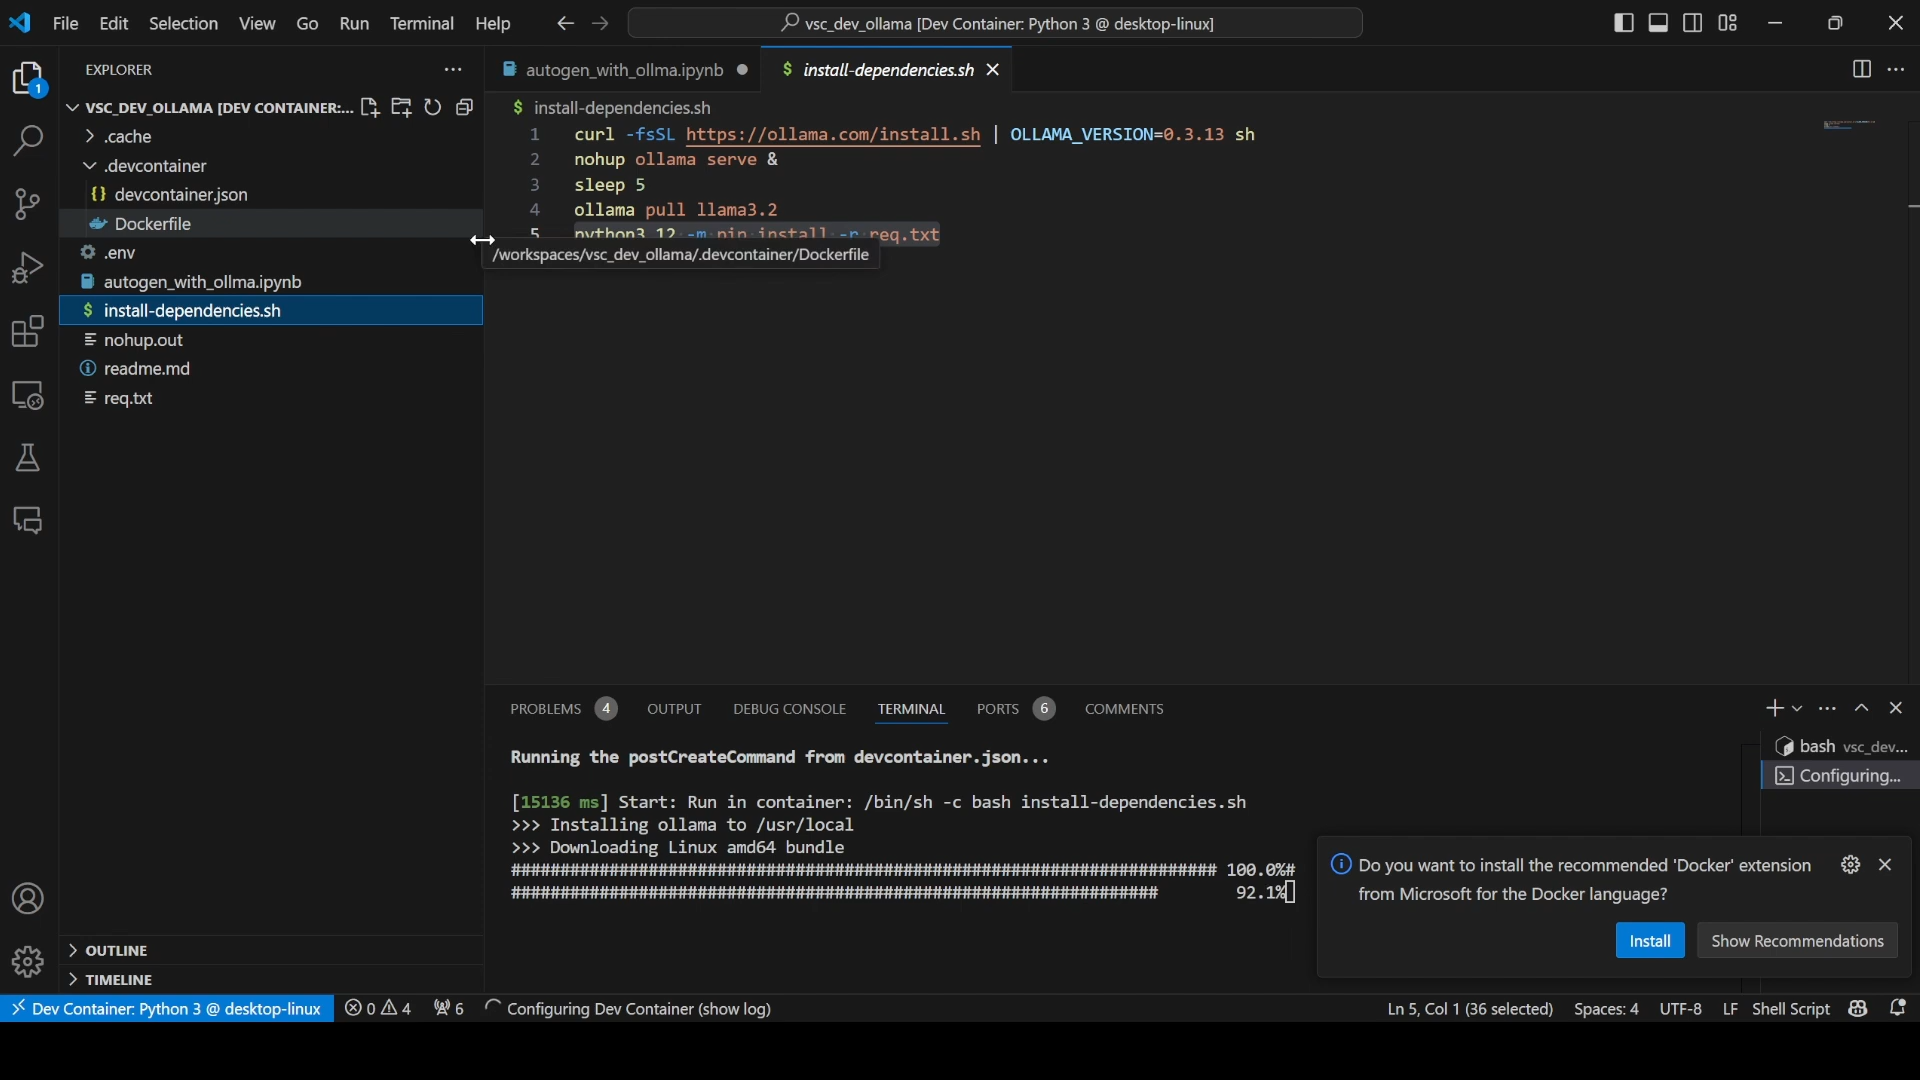 File Edit Selection View Go Run Terminal Help
vsc_dev_ollama [Dev Container: Python 3 @ desktop-linux]
EXPLORER
VSC_DEV_OLLAMA [DEV CONTAINER:...
.cache
.devcontainer
devcontainer.json
Dockerfile
.env
autogen_with_ollma.ipynb
install-dependencies.sh
nohup.out
readme.md
req.txt
OUTLINE
TIMELINE
1
autogen_with_ollma.ipynb
install-dependencies.sh
install-dependencies.sh
1 curl -fsSL https://ollama.com/install.sh | OLLAMA_VERSION=0.3.13 sh
2 nohup ollama serve &
3 sleep 5
4 ollama pull llama3.2
5 python3.12 -m pip install -r req.txt
/workspaces/vsc_dev_ollama/.devcontainer/Dockerfile
PROBLEMS 4 OUTPUT DEBUG CONSOLE TERMINAL PORTS 6 COMMENTS
Running the postCreateCommand from devcontainer.json...
[15136 ms] Start: Run in container: /bin/sh -c bash install-dependencies.sh
>>> Installing ollama to /usr/local
>>> Downloading Linux amd64 bundle
######################################################################## 100.0%#
##################################################################       92.1%
bash vsc_dev...
Configuring...
Do you want to install the recommended 'Docker' extension
from Microsoft for the Docker language?
Install Show Recommendations
Dev Container: Python 3 @ desktop-linux 0 4 6 Configuring Dev Container (show log) Ln 5, Col 1 (36 selected) Spaces: 4 UTF-8 LF Shell Script